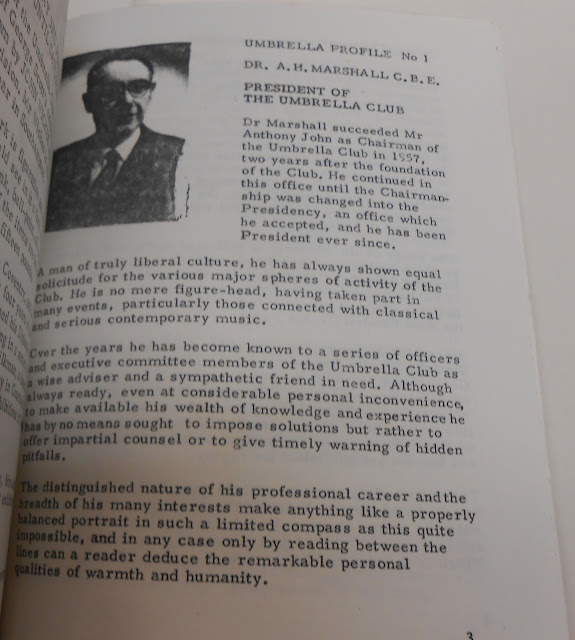 UMBRELLA PROFILE No 1
DR. A.H. MARSHALL C.B.E.
PRESIDENT OF
THE UMBRELLA CLUB
Dr Marshall succeeded Mr
Anthony John as Chairman of
the Umbrella Club in 1957,
two years after the foundation
of the Club. He continued in
this office until the Chairman-
ship was changed into the
Presidency, an office which
he accepted, and he has been
President ever since.
A man of truly liberal culture, he has always shown equal
solicitude for the various major spheres of activity of the
Club. He is no mere figure-head, having taken part in
many events, particularly those connected with classical
and serious contemporary music.
Over the years he has become known to a series of officers
and executive committee members of the Umbrella Club as
a wise adviser and a sympathetic friend in need. Although
always ready, even at considerable personal inconvenience,
to make available his wealth of knowledge and experience he
has by no means sought to impose solutions but rather to
offer impartial counsel or to give timely warning of hidden
pitfalls.
The distinguished nature of his professional career and the
breadth of his many interests make anything like a properly
balanced portrait in such a limited compass as this quite
impossible, and in any case only by reading between the
lines can a reader deduce the remarkable personal
qualities of warmth and humanity.
3